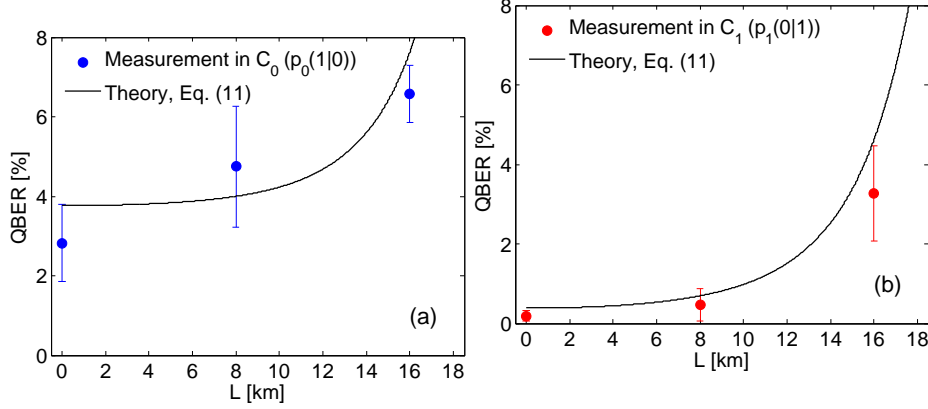 8
6
4
2
0
QBER [%]
Measurement in C0 (p0(1|0))
Theory, Eq. (11)
(a)
0 2 4 6 8 10 12 14 16 18
L [km]
8
6
4
2
0
QBER [%]
Measurement in C1 (p1(0|1))
Theory, Eq. (11)
(b)
0 2 4 6 8 10 12 14 16 18
L [km]